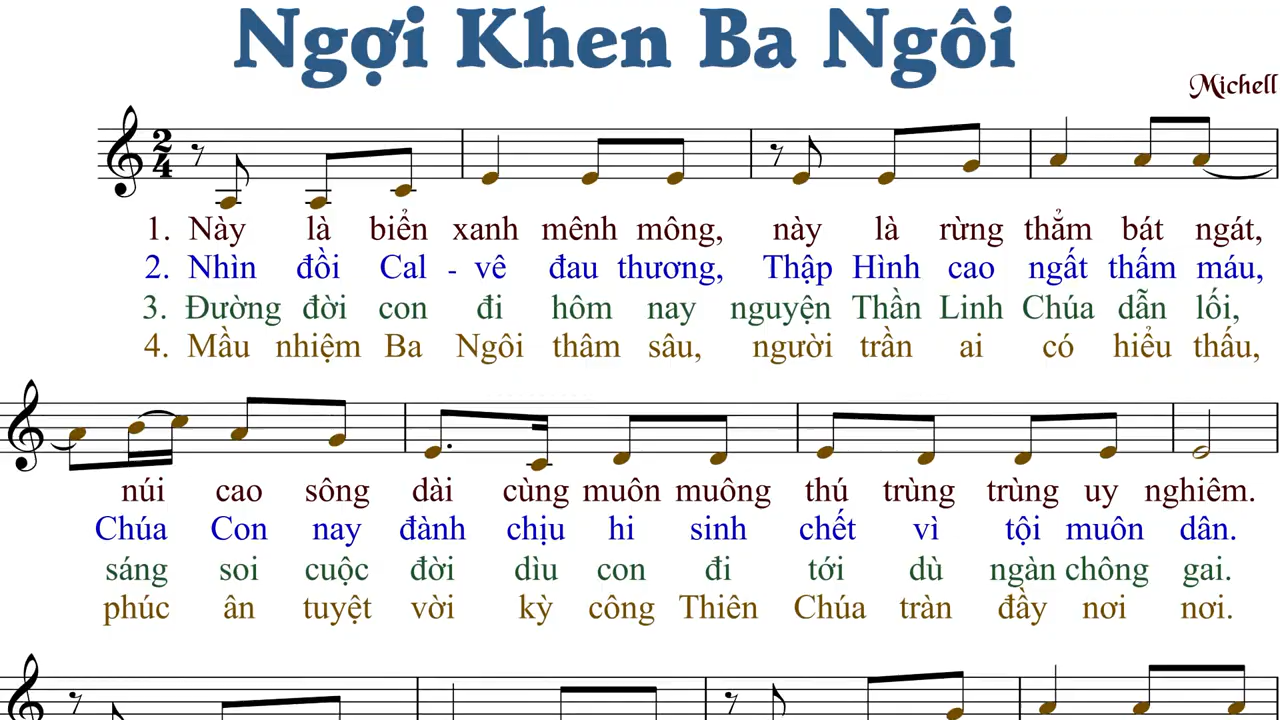 Ngợi Khen Ba Ngôi
Michell
1. Này là biển xanh mênh mông, này là rừng thẳm bát ngát,
2. Nhìn đồi Cal - vê đau thương, Thập Hình cao ngất thấm máu,
3. Đường đời con đi hôm nay nguyện Thần Linh Chúa dẫn lối,
4. Mầu nhiệm Ba Ngôi thâm sâu, người trần ai có hiểu thấu,
núi cao sông dài cùng muôn muông thú trùng trùng uy nghiêm.
Chúa Con nay đành chịu hi sinh chết vì tội muôn dân.
sáng soi cuộc đời dìu con đi tới dù ngàn chông gai.
phúc ân tuyệt vời kỳ công Thiên Chúa tràn đầy nơi nơi.